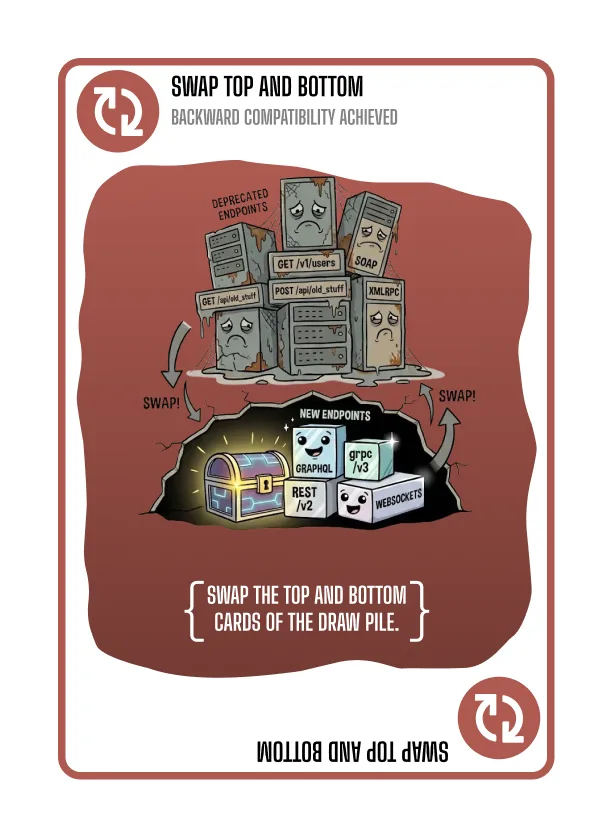 SWAP TOP AND BOTTOM
BACKWARD COMPATIBILITY ACHIEVED
DEPRECATED
ENDPOINTS
GET /v1/users
SOAP
GET /api/old_stuff
POST /api/old_stuff
XMLRPC
SWAP!
SWAP!
NEW ENDPOINTS
GRAPHQL
grpc
/v3
REST
/v2
WEBSOCKETS
SWAP THE TOP AND BOTTOM
CARDS OF THE DRAW PILE.
SWAP TOP AND BOTTOM